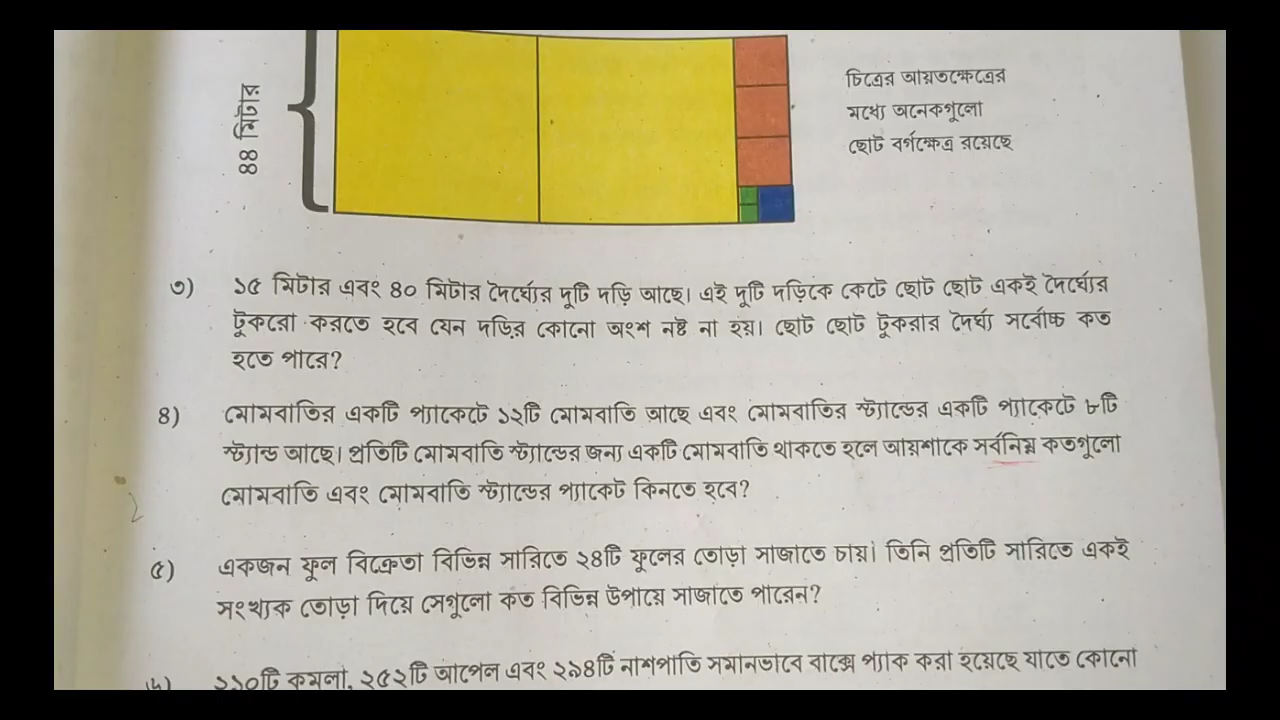 ৪৪ মিটার
চিত্রের আয়তক্ষেত্রের
মধ্যে অনেকগুলো
ছোট বর্গক্ষেত্র রয়েছে
৩) ১৫ মিটার এবং ৪০ মিটার দৈর্ঘ্যের দুটি দড়ি আছে। এই দুটি দড়িকে কেটে ছোট ছোট একই দৈর্ঘ্যের
টুকরো করতে হবে যেন দড়ির কোনো অংশ নষ্ট না হয়। ছোট ছোট টুকরার দৈর্ঘ্য সর্বোচ্চ কত
হতে পারে?
৪) মোমবাতির একটি প্যাকেটে ১২টি মোমবাতি আছে এবং মোমবাতির স্ট্যান্ডের একটি প্যাকেটে ৮টি
স্ট্যান্ড আছে। প্রতিটি মোমবাতি স্ট্যান্ডের জন্য একটি মোমবাতি থাকতে হলে আয়শাকে সর্বনিম্ন কতগুলো
মোমবাতি এবং মোমবাতি স্ট্যান্ডের প্যাকেট কিনতে হবে?
৫) একজন ফুল বিক্রেতা বিভিন্ন সারিতে ২৪টি ফুলের তোড়া সাজাতে চায়। তিনি প্রতিটি সারিতে একই
সংখ্যক তোড়া দিয়ে সেগুলো কত বিভিন্ন উপায়ে সাজাতে পারেন?
৬) ২১০টি কমলা, ২৫২টি আপেল এবং ২৯৪টি নাশপাতি সমানভাবে বাক্সে প্যাক করা হয়েছে যাতে কোনো